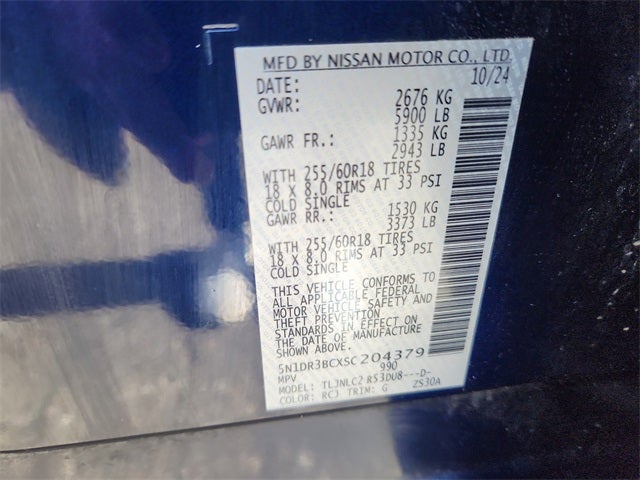 MFD BY NISSAN MOTOR CO., LTD.
DATE: 10/24
GVWR: 2676 KG
5900 LB
GAWR FR.: 1335 KG
2943 LB
WITH 255/60R18 TIRES
18 X 8.0 RIMS AT 33 PSI
COLD SINGLE
GAWR RR.: 1530 KG
3373 LB
WITH 255/60R18 TIRES
18 X 8.0 RIMS AT 33 PSI
COLD SINGLE
THIS VEHICLE CONFORMS TO
ALL APPLICABLE FEDERAL
MOTOR VEHICLE SAFETY AND
THEFT PREVENTION
STANDARDS IN EFFECT ON
THE DATE OF MANUFACTURE
5N1DR3BCXSC204379
MPV 990
MODEL: TLJNLC2 RS3DU8---D-
COLOR: RCJ TRIM: G ZS30A